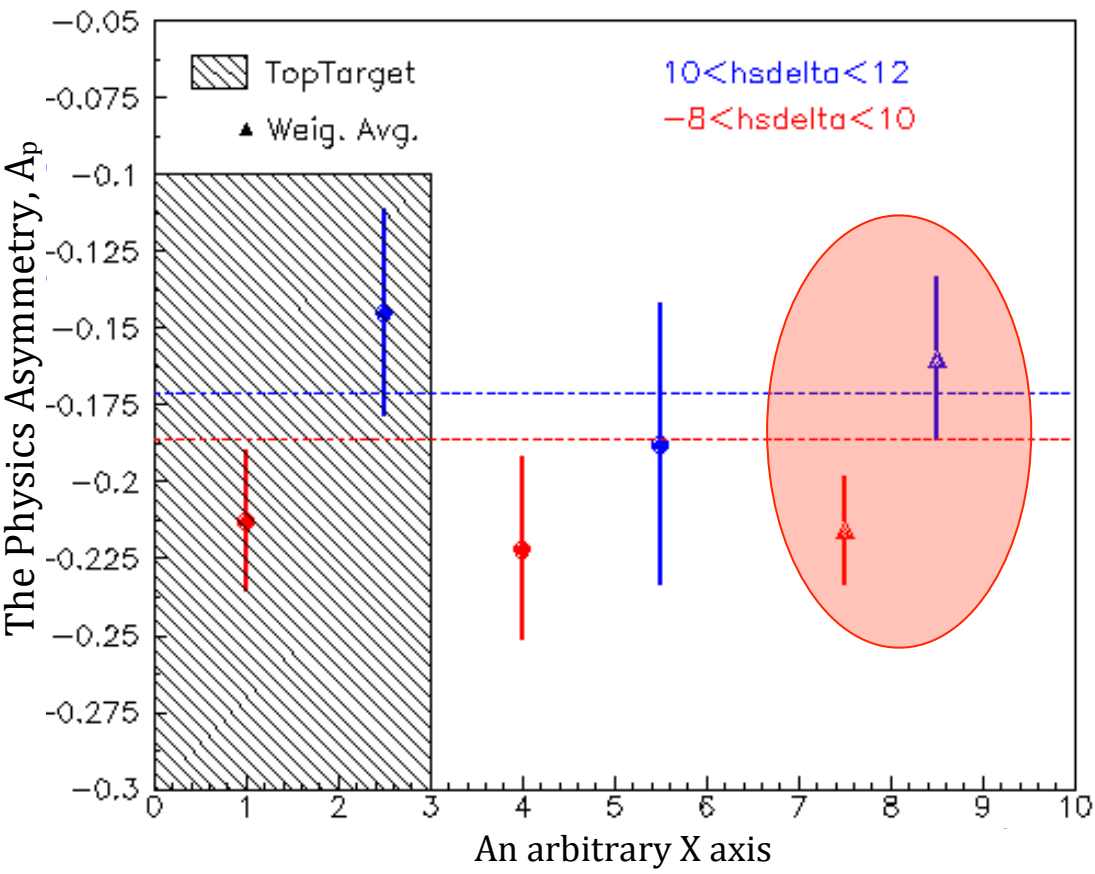 The Physics Asymmetry, Ap
−0.05
-0.075
−0.1
-0.125
−0.15
-0.175
−0.2
-0.225
−0.25
-0.275
−0.3
TopTarget
Weig. Avg.
10<hsdelta<12
−8<hsdelta<10
0 1 2 3 4 5 6 7 8 9 10
An arbitrary X axis